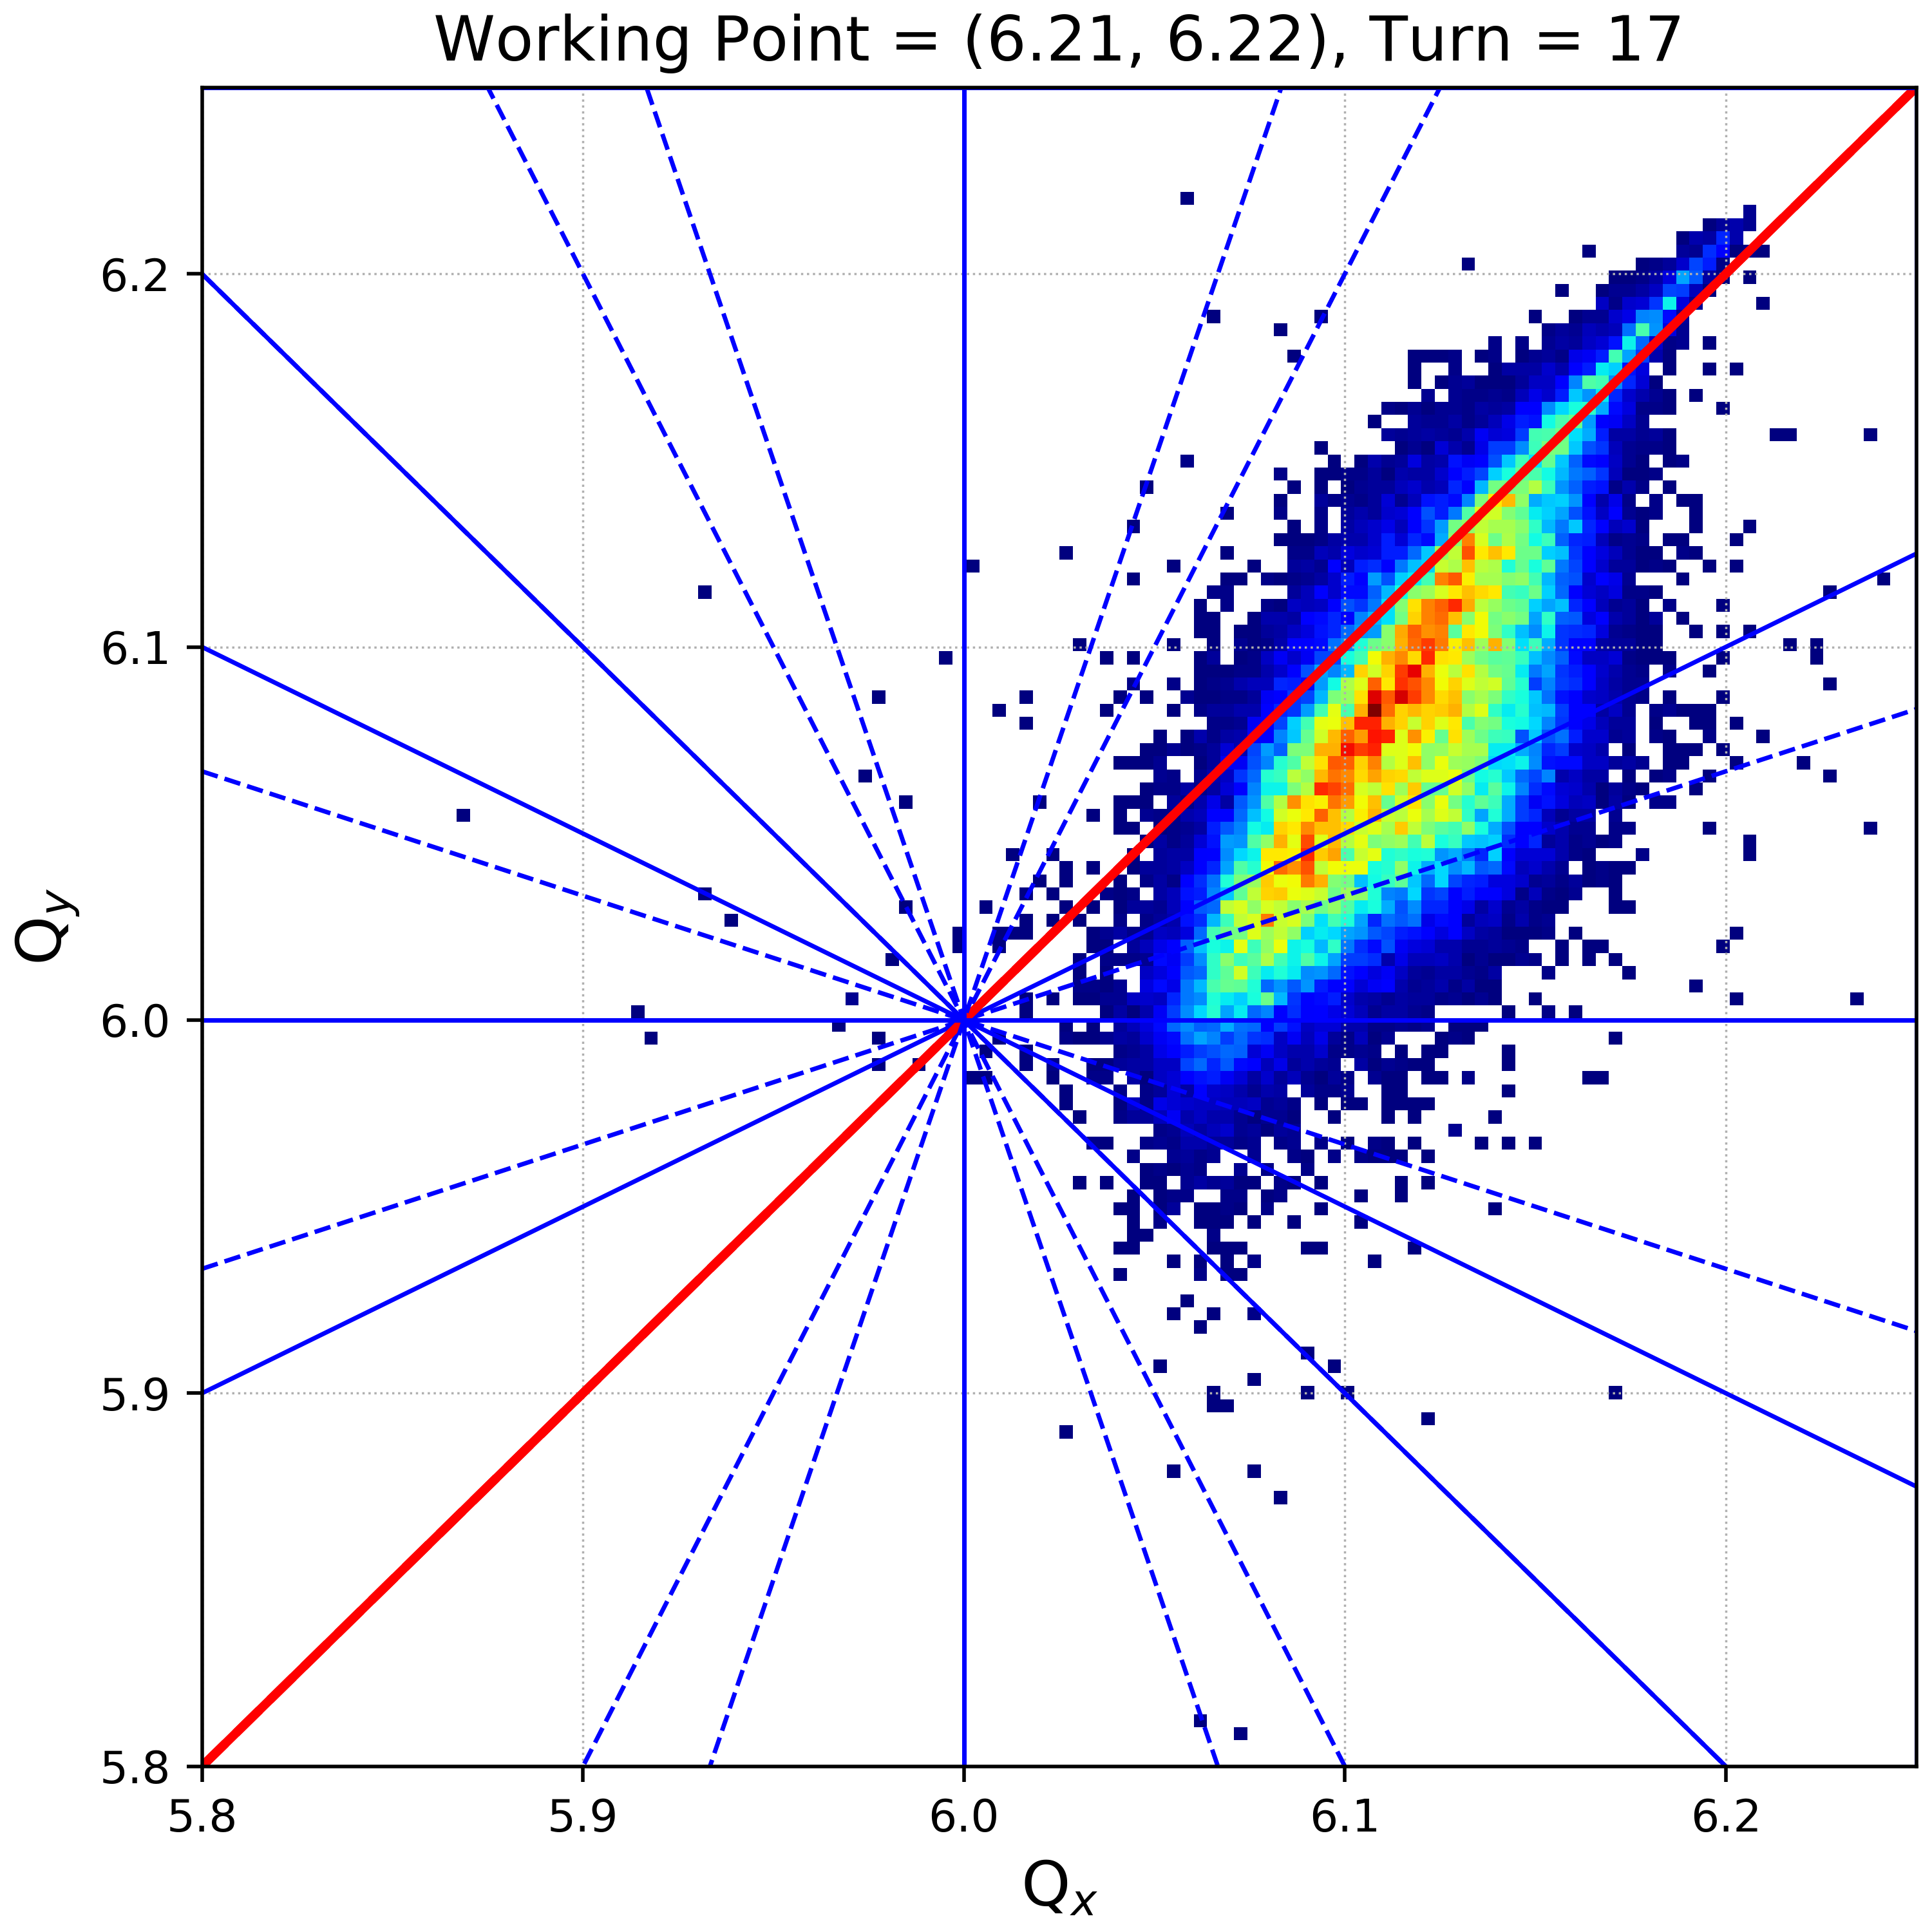 Working Point = (6.21, 6.22), Turn = 17
6.2
6.1
6.0
5.9
5.8
Qy
5.8 5.9 6.0 6.1 6.2
Qx